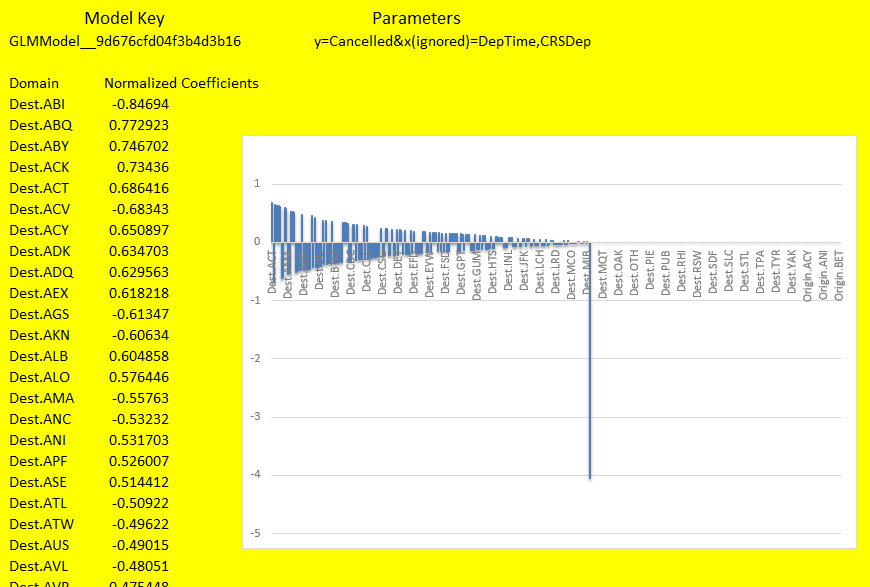 Model Key Parameters
GLMModel__9d676cfd04f3b4d3b16 y=Cancelled&x(ignored)=DepTime,CRSDep
Domain Normalized Coefficients
Dest.ABI -0.84694
Dest.ABQ 0.772923
Dest.ABY 0.746702
Dest.ACK 0.73436
Dest.ACT 0.686416
Dest.ACV -0.68343
Dest.ACY 0.650897
Dest.ADK 0.634703
Dest.ADQ 0.629563
Dest.AEX 0.618218
Dest.AGS -0.61347
Dest.AKN -0.60634
Dest.ALB 0.604858
Dest.ALO 0.576446
Dest.AMA -0.55763
Dest.ANC -0.53232
Dest.ANI 0.531703
Dest.APF 0.526007
Dest.ASE 0.514412
Dest.ATL -0.50922
Dest.ATW -0.49622
Dest.AUS -0.49015
Dest.AVL -0.48051
Dest.AVP 0.475448
1
0
-1
-2
-3
-4
-5
Dest.ACT
Dest.CSG
Dest.EYW
Dest.FSD
Dest.GPT
Dest.GUM
Dest.HTS
Dest.INL
Dest.JFK
Dest.LCH
Dest.LRD
Dest.MCO
Dest.MIB
Dest.MQT
Dest.OAK
Dest.OTH
Dest.PIE
Dest.PUB
Dest.RHI
Dest.RSW
Dest.SDF
Dest.SLC
Dest.STL
Dest.TPA
Dest.TYR
Dest.YAK
Origin.ACY
Origin.ANI
Origin.BET